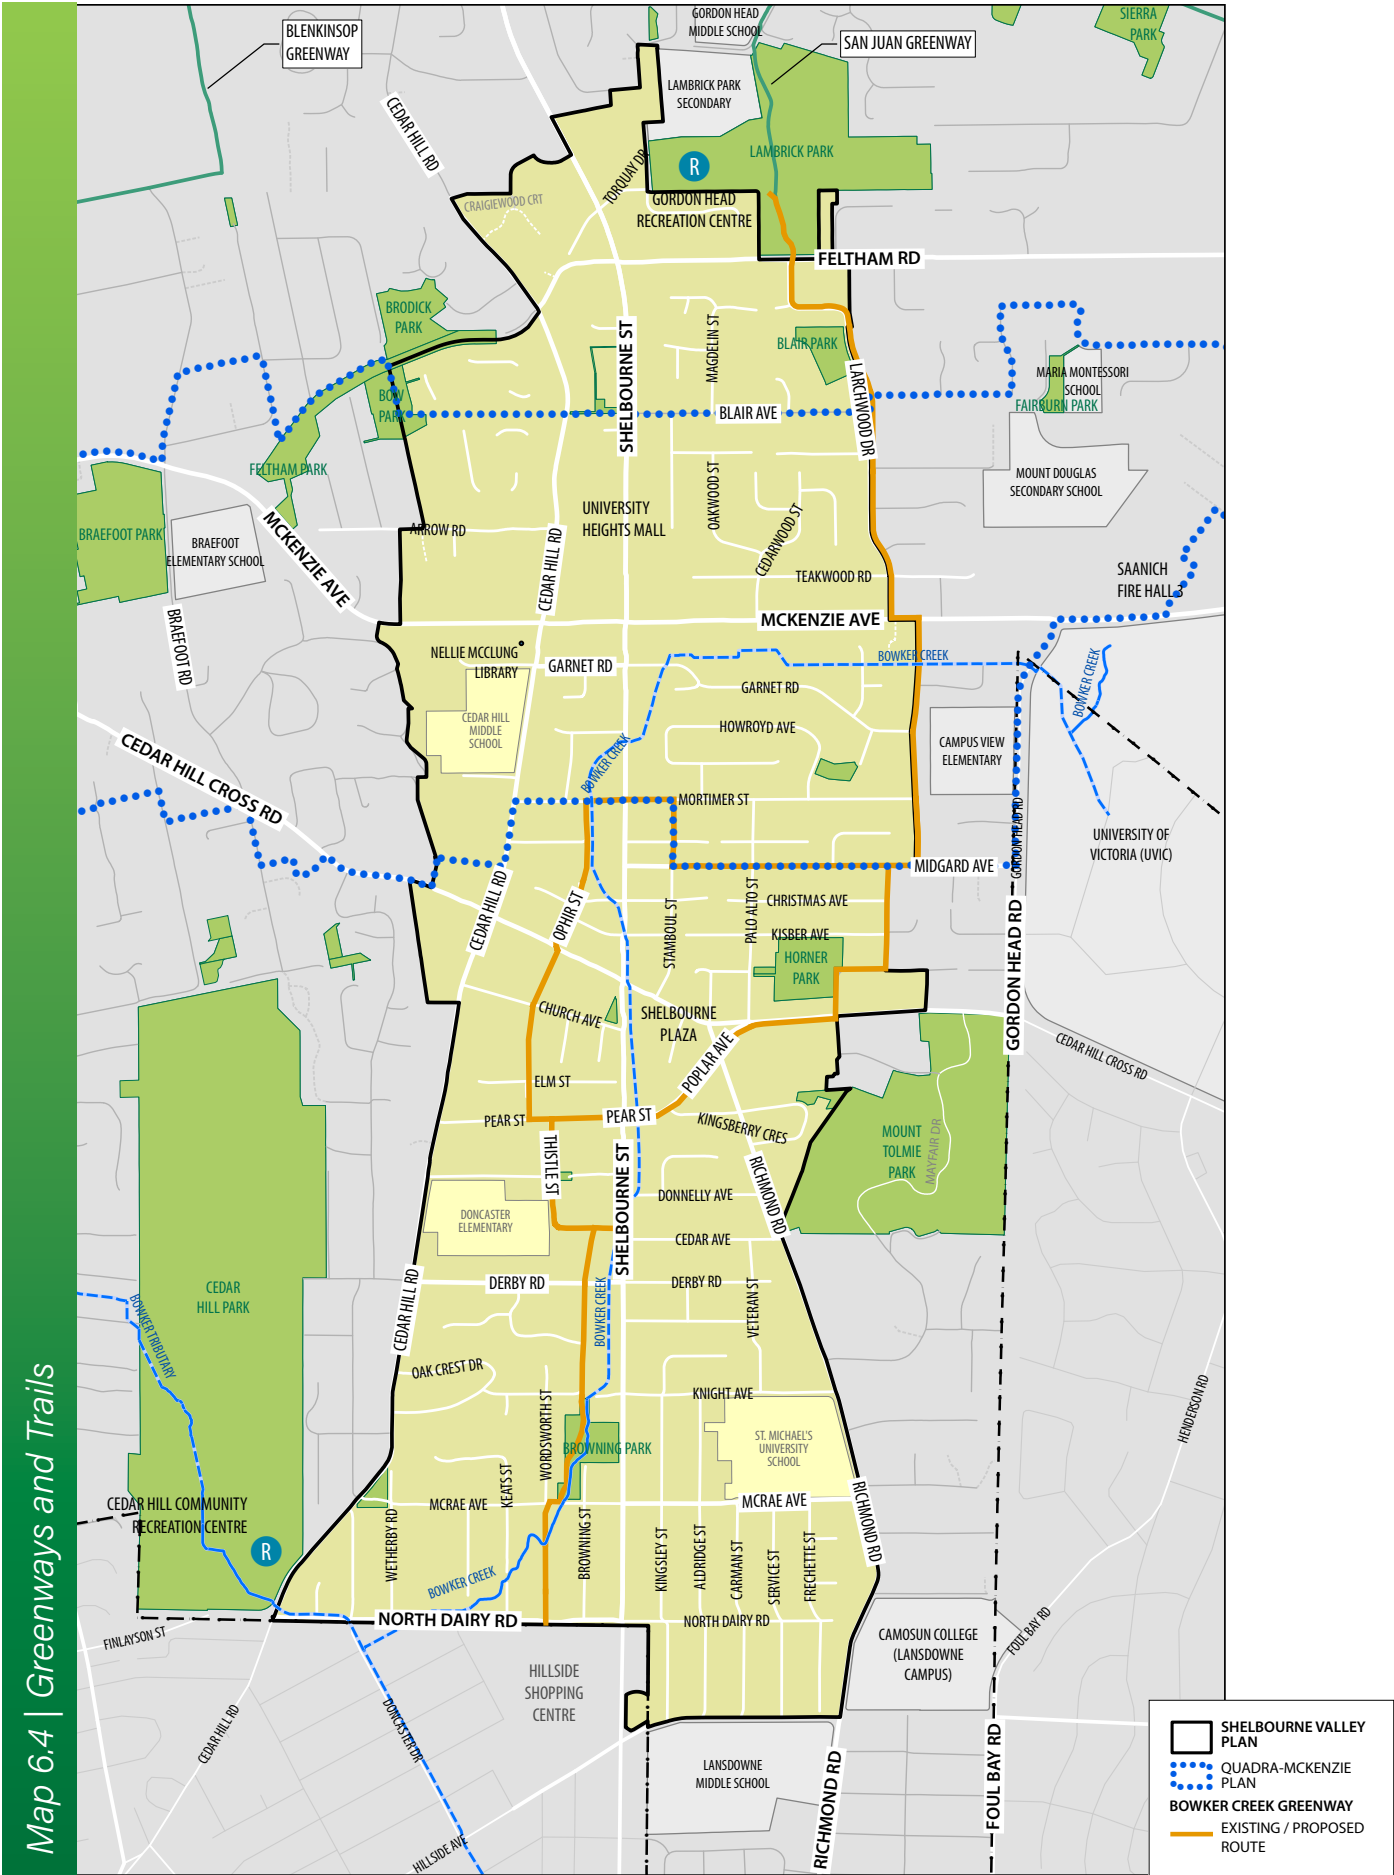 Map 6.4 | Greenways and Trails
BLENKINSOP
GREENWAY
GORDON HEAD
MIDDLE SCHOOL
SAN JUAN GREENWAY
SIERRA
PARK
CEDAR HILL RD
LAMBRICK PARK
SECONDARY
LAMBRICK PARK
R
TORQUAY DR
CRAIGIEWOOD CRT
GORDON HEAD
RECREATION CENTRE
FELTHAM RD
BRODICK
PARK
SHELBOURNE ST
MAGDELIN ST
BLAIR PARK
LARCHWOOD DR
MARIA MONTESSORI
SCHOOL
FAIRBURN PARK
BOW
PARK
BLAIR AVE
FELTHAM PARK
OAKWOOD ST
MOUNT DOUGLAS
SECONDARY SCHOOL
UNIVERSITY
HEIGHTS MALL
BRAEFOOT PARK
BRAEFOOT
ELEMENTARY SCHOOL
MCKENZIE AVE
ARROW RD
CEDAR HILL RD
CEDARWOOD ST
TEAKWOOD RD
SAANICH
FIRE HALL 3
BRAEFOOT RD
MCKENZIE AVE
NELLIE MCCLUNG
LIBRARY
GARNET RD
BOWKER CREEK
BOWKER CREEK
GARNET RD
CEDAR HILL
MIDDLE
SCHOOL
HOWROYD AVE
CEDAR HILL CROSS RD
BOWKER CREEK
CAMPUS VIEW
ELEMENTARY
MORTIMER ST
GORDON HEAD RD
UNIVERSITY OF
VICTORIA (UVIC)
MIDGARD AVE
CEDAR HILL RD
OPHIR ST
STAMBOUL ST
PALO ALTO ST
CHRISTMAS AVE
KISBER AVE
HORNER
PARK
GORDON HEAD RD
CHURCH AVE
SHELBOURNE
PLAZA
POPLAR AVE
CEDAR HILL CROSS RD
ELM ST
PEAR ST
PEAR ST
KINGSBERRY CRES
MOUNT
TOLMIE
PARK
MAYFAIR DR
THISTLE ST
SHELBOURNE ST
RICHMOND RD
DONNELLY AVE
DONCASTER
ELEMENTARY
CEDAR AVE
CEDAR HILL RD
DERBY RD
DERBY RD
CEDAR
HILL PARK
BOWKER TRIBUTARY
BOWKER CREEK
VETERAN ST
OAK CREST DR
KNIGHT AVE
HENDERSON RD
WORDSWORTH ST
BROWNING PARK
ST. MICHAEL'S
UNIVERSITY
SCHOOL
KEATS ST
MCRAE AVE
MCRAE AVE
RICHMOND RD
CEDAR HILL COMMUNITY
RECREATION CENTRE
R
WETHERBY RD
BROWNING ST
KINGSLEY ST
ALDRIDGE ST
CARMAN ST
SERVICE ST
FRECHETTE ST
BOWKER CREEK
NORTH DAIRY RD
NORTH DAIRY RD
FINLAYSON ST
CAMOSUN COLLEGE
(LANSDOWNE
CAMPUS)
FOUL BAY RD
HILLSIDE
SHOPPING
CENTRE
CEDAR HILL RD
DONCASTER DR
LANSDOWNE
MIDDLE SCHOOL
HILLSIDE AVE
RICHMOND RD
FOUL BAY RD
SHELBOURNE VALLEY
PLAN
QUADRA-MCKENZIE
PLAN
BOWKER CREEK GREENWAY
EXISTING / PROPOSED
ROUTE